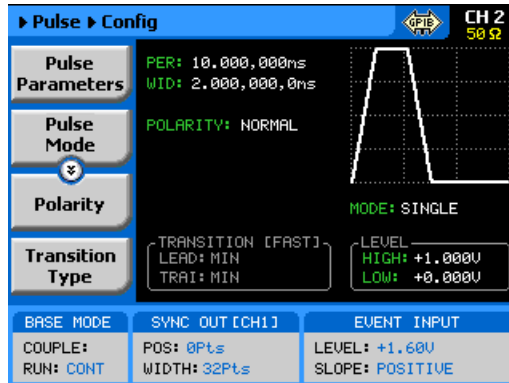 Pulse Config
GPIB
CH 2
50 Ω
Pulse
Parameters
Pulse
Mode
Polarity
Transition
Type
PER: 10.000,000ms
WID: 2.000,000,0ms
POLARITY: NORMAL
MODE: SINGLE
TRANSITION [FAST]
LEAD: MIN
TRAI: MIN
LEVEL
HIGH: +1.000V
LOW: +0.000V
BASE MODE
COUPLE:
RUN: CONT
SYNC OUT [CH1]
POS: 0Pts
WIDTH: 32Pts
EVENT INPUT
LEVEL: +1.60V
SLOPE: POSITIVE